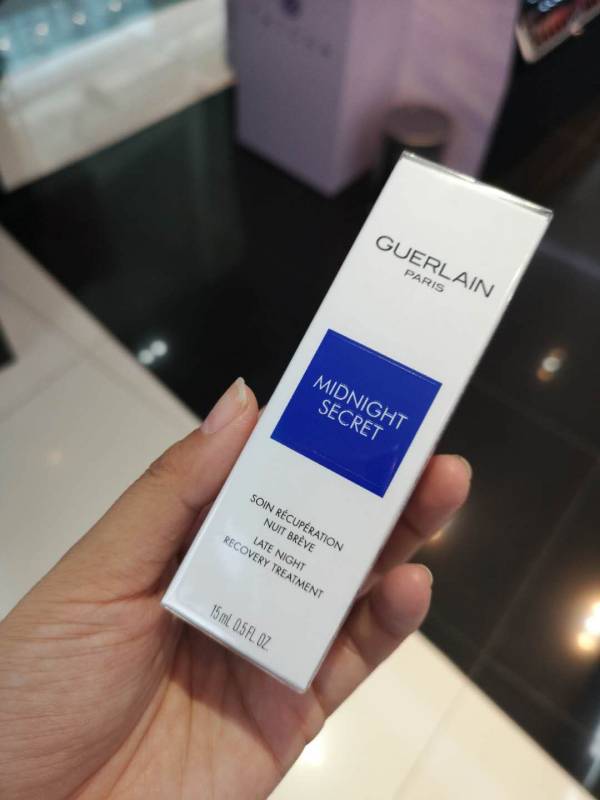 GUERLAIN
PARIS
MIDNIGHT
SECRET
SOIN RÉCUPÉRATION
NUIT BRÈVE
LATE NIGHT
RECOVERY TREATMENT
15 mL 0.5 FL. OZ.